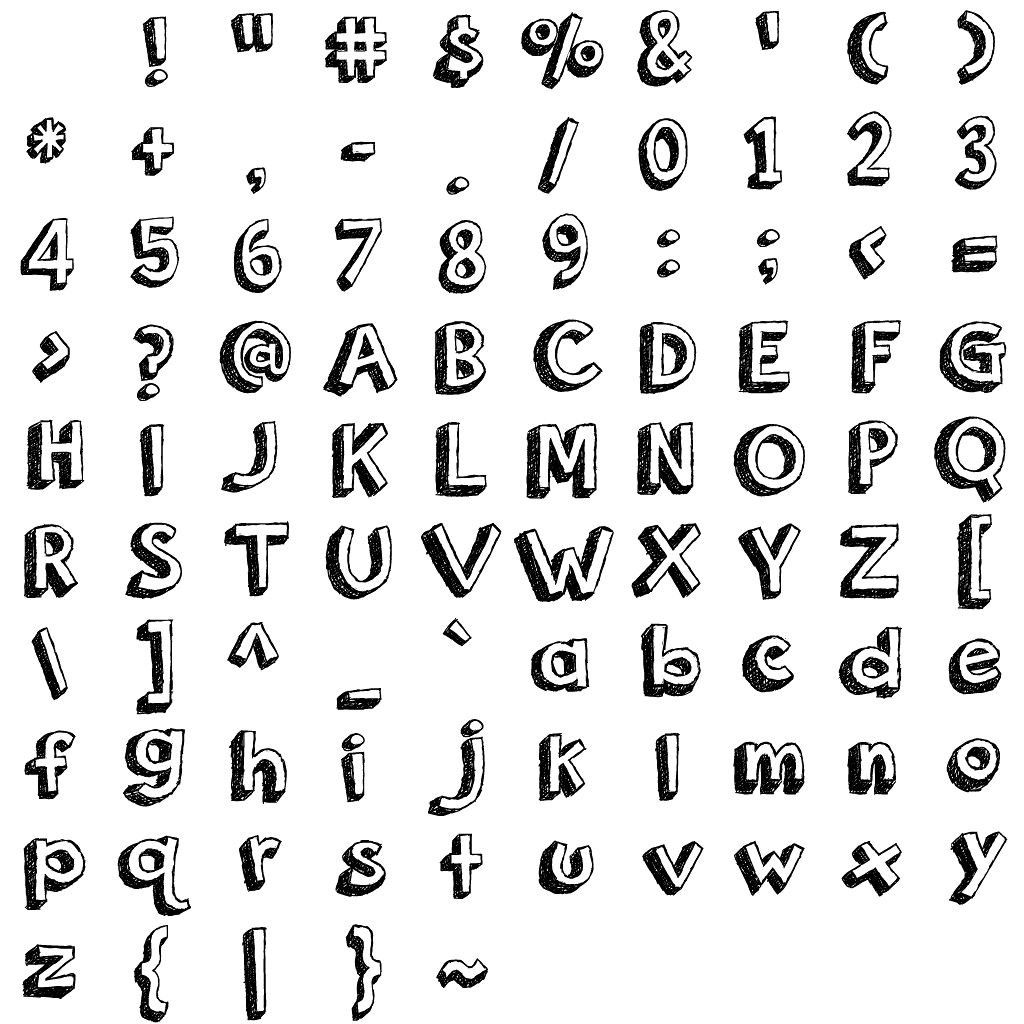 ! " # $ % & ' ( )
* + , - . / 0 1 2 3
4 5 6 7 8 9 : ; < =
> ? @ A B C D E F G
H I J K L M N O P Q
R S T U V W X Y Z [
\ ] ^ _ ` a b c d e
f g h i j k l m n o
p q r s t u v w x y
z { | } ~